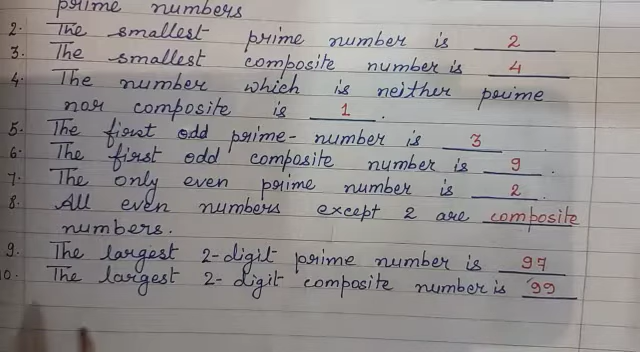 prime numbers
2. The smallest prime number is 2
3. The smallest composite number is 4
4. The number which is neither prime
nor composite is 1.
5. The first odd prime- number is 3
6. The first odd composite number is 9.
7. The only even prime number is 2.
8. All even numbers except 2 are composite
numbers.
9. The largest 2-digit prime number is 97
10. The largest 2-digit composite number is 99